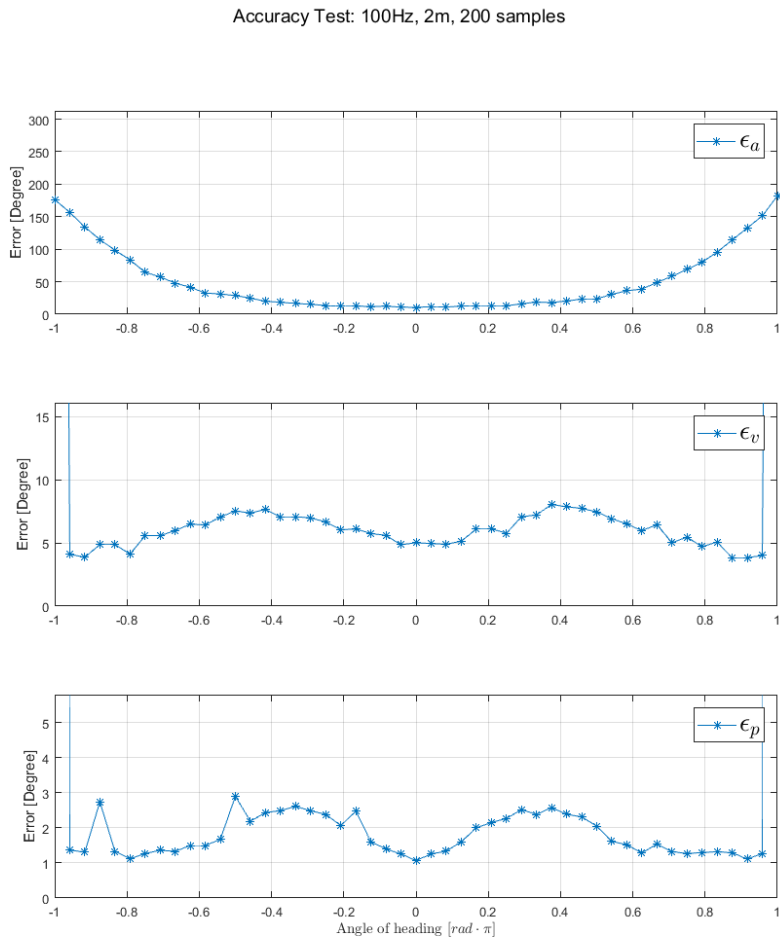 Accuracy Test: 100Hz, 2m, 200 samples
300
250
200
150
100
50
0
Error [Degree]
ϵₐ
-1 -0.8 -0.6 -0.4 -0.2 0 0.2 0.4 0.6 0.8 1
15
10
5
0
Error [Degree]
ϵᵥ
-1 -0.8 -0.6 -0.4 -0.2 0 0.2 0.4 0.6 0.8 1
5
4
3
2
1
0
Error [Degree]
ϵₚ
-1 -0.8 -0.6 -0.4 -0.2 0 0.2 0.4 0.6 0.8 1
Angle of heading [rad · π]